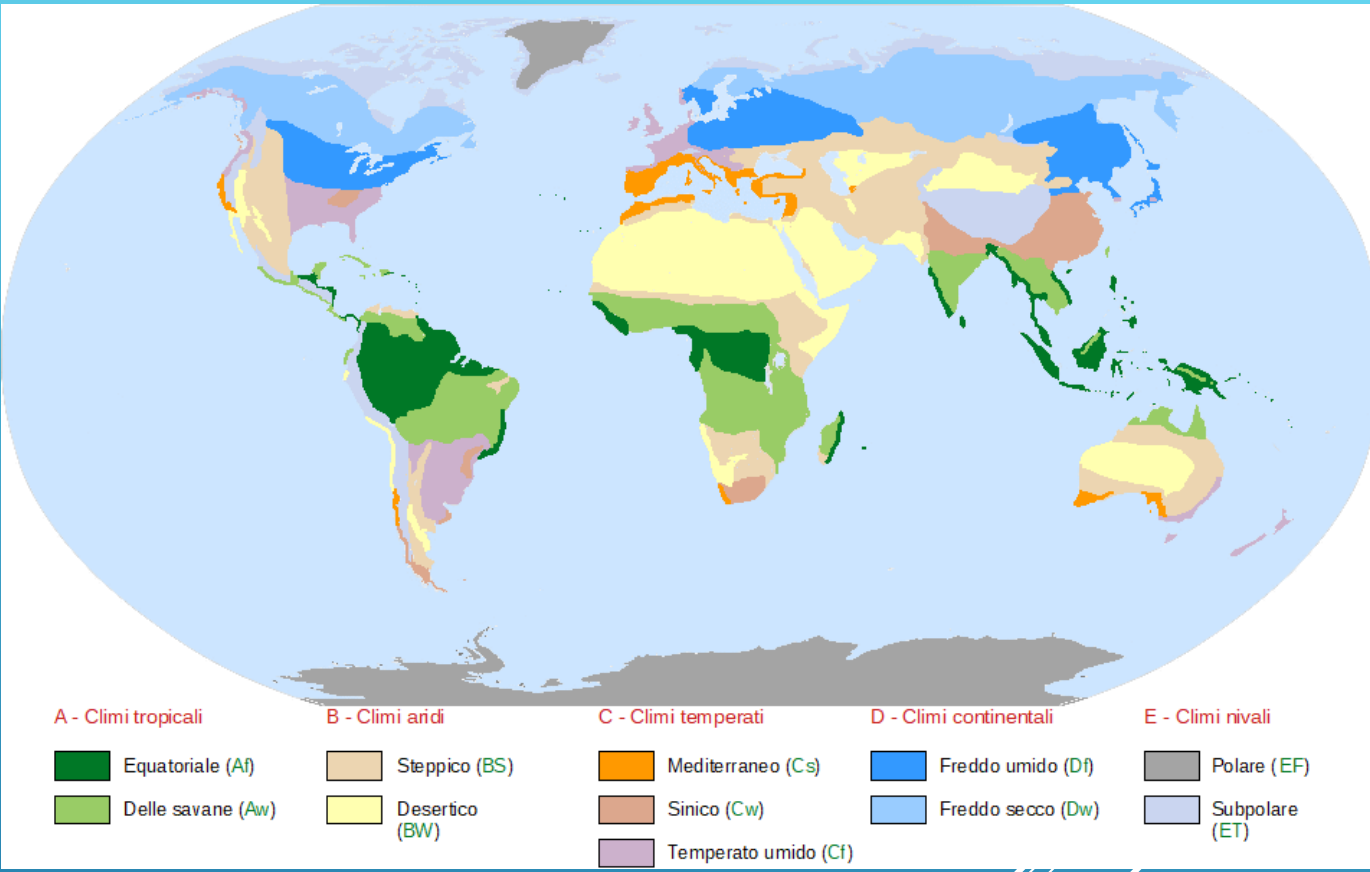 A - Climi tropicali
B - Climi aridi
C - Climi temperati
D - Climi continentali
E - Climi nivali
Equatoriale (Af)
Steppico (BS)
Mediterraneo (Cs)
Freddo umido (Df)
Polare (EF)
Delle savane (Aw)
Desertico
(BW)
Sinico (Cw)
Freddo secco (Dw)
Subpolare
(ET)
Temperato umido (Cf)